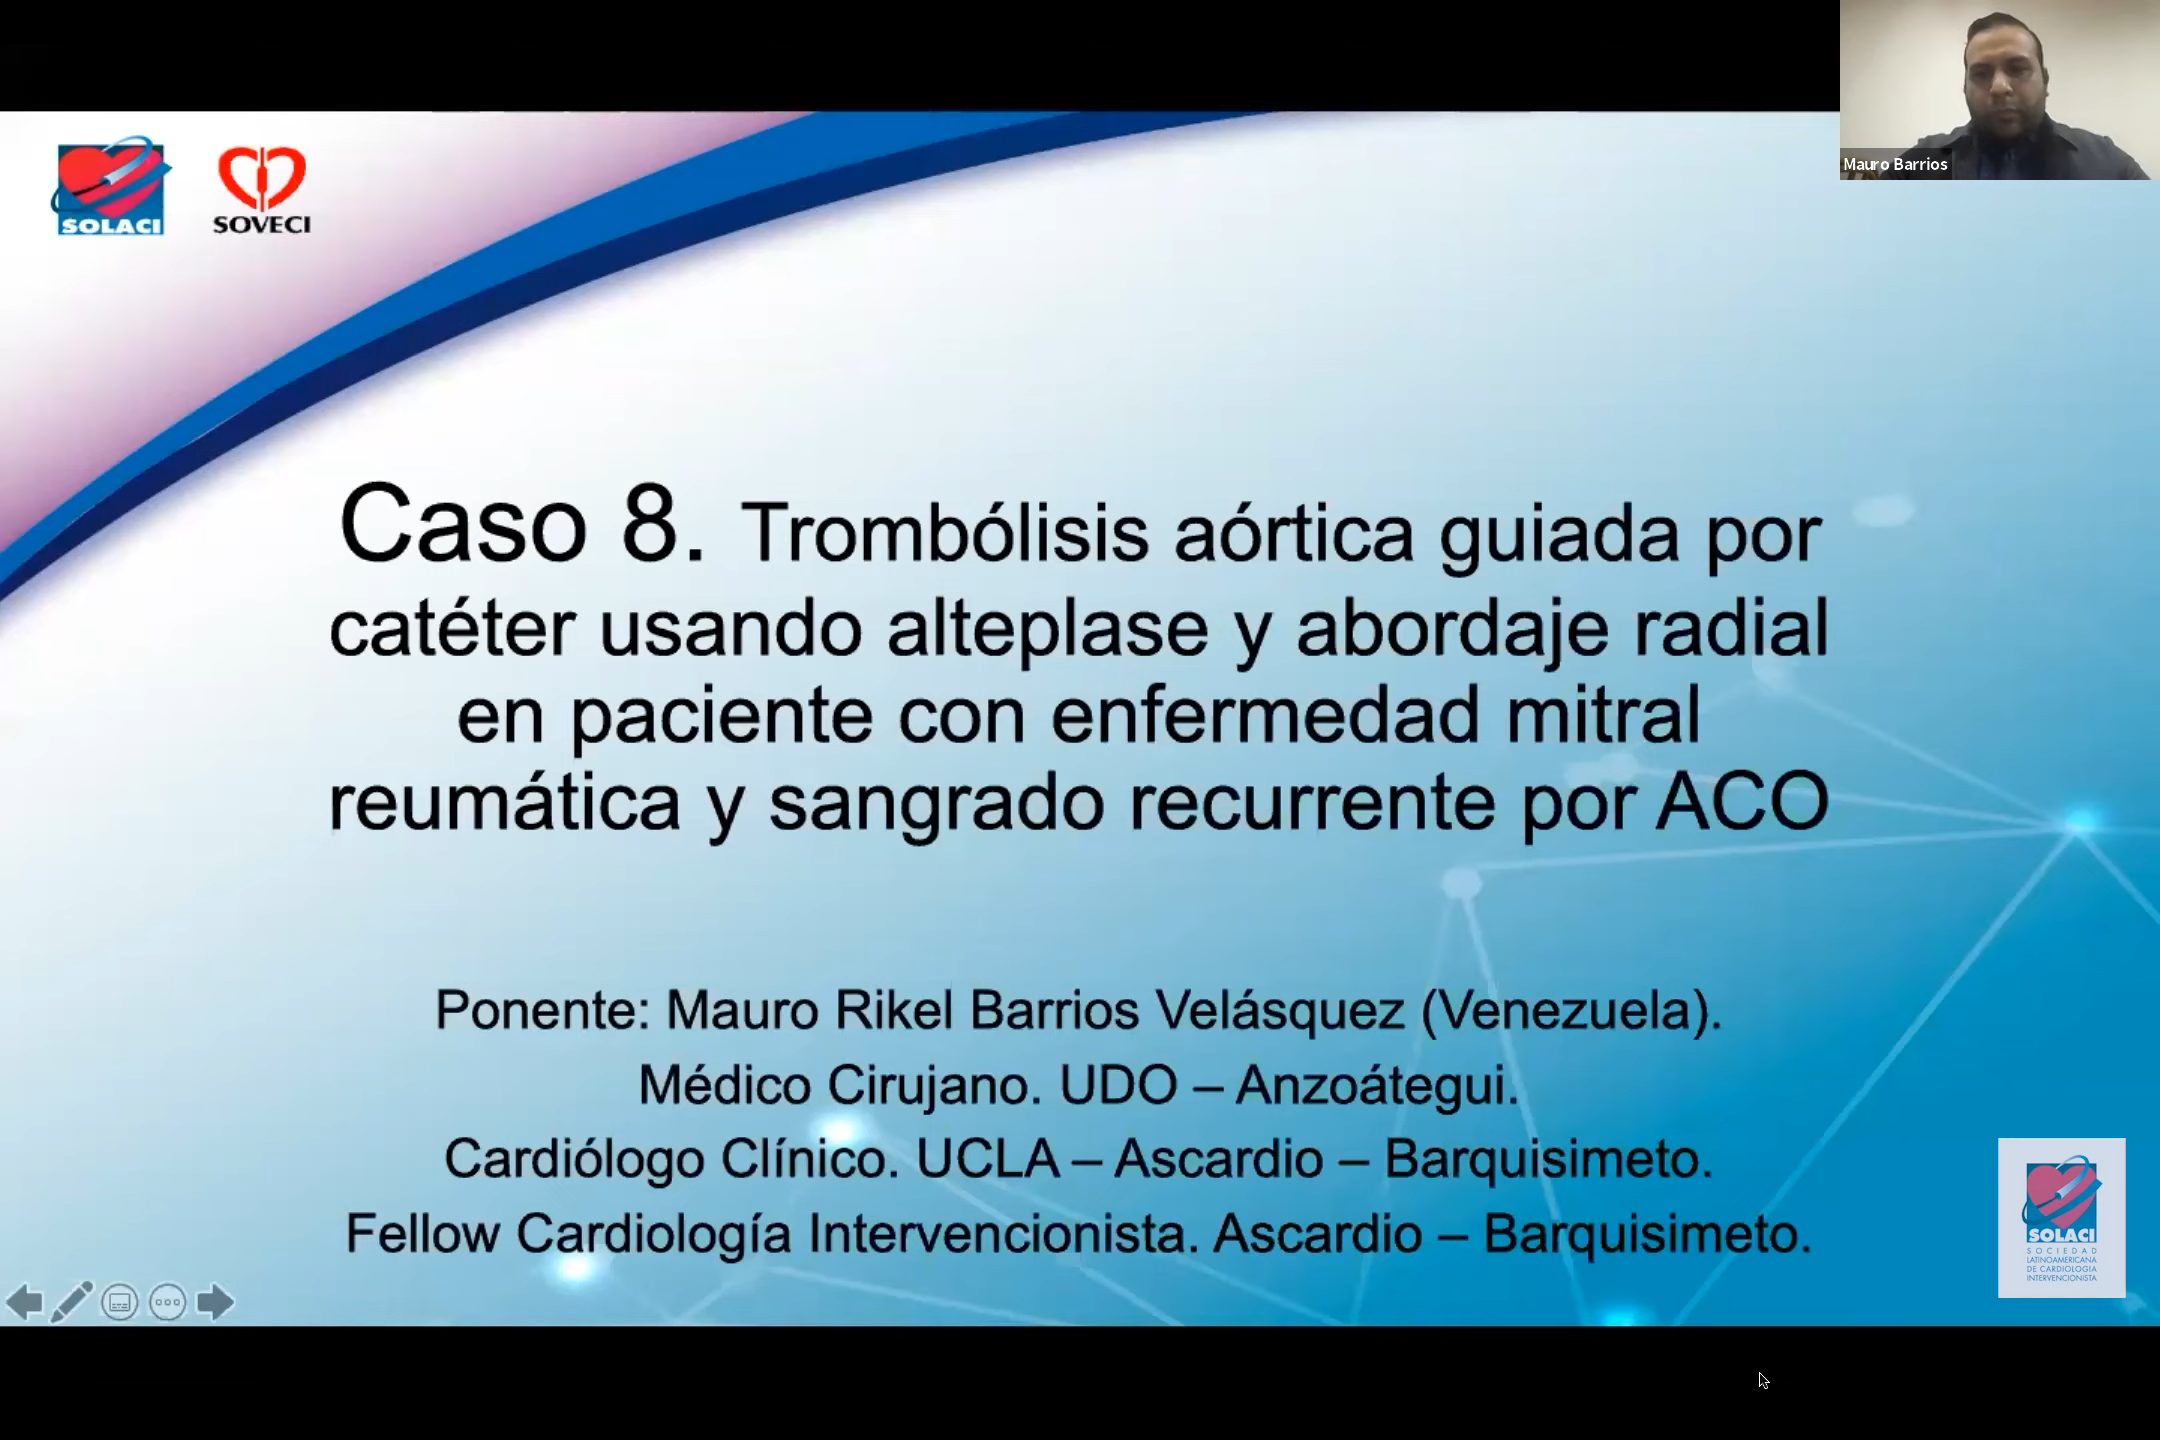 SOLACI
SOVECI
Mauro Barrios
Caso 8. Trombólisis aórtica guiada por
catéter usando alteplase y abordaje radial
en paciente con enfermedad mitral
reumática y sangrado recurrente por ACO
Ponente: Mauro Rikel Barrios Velásquez (Venezuela).
Médico Cirujano. UDO – Anzoátegui.
Cardiólogo Clínico. UCLA – Ascardio – Barquisimeto.
Fellow Cardiología Intervencionista. Ascardio – Barquisimeto.
SOLACI
SOCIEDAD
LATINOAMERICANA
DE CARDIOLOGÍA
INTERVENCIONISTA